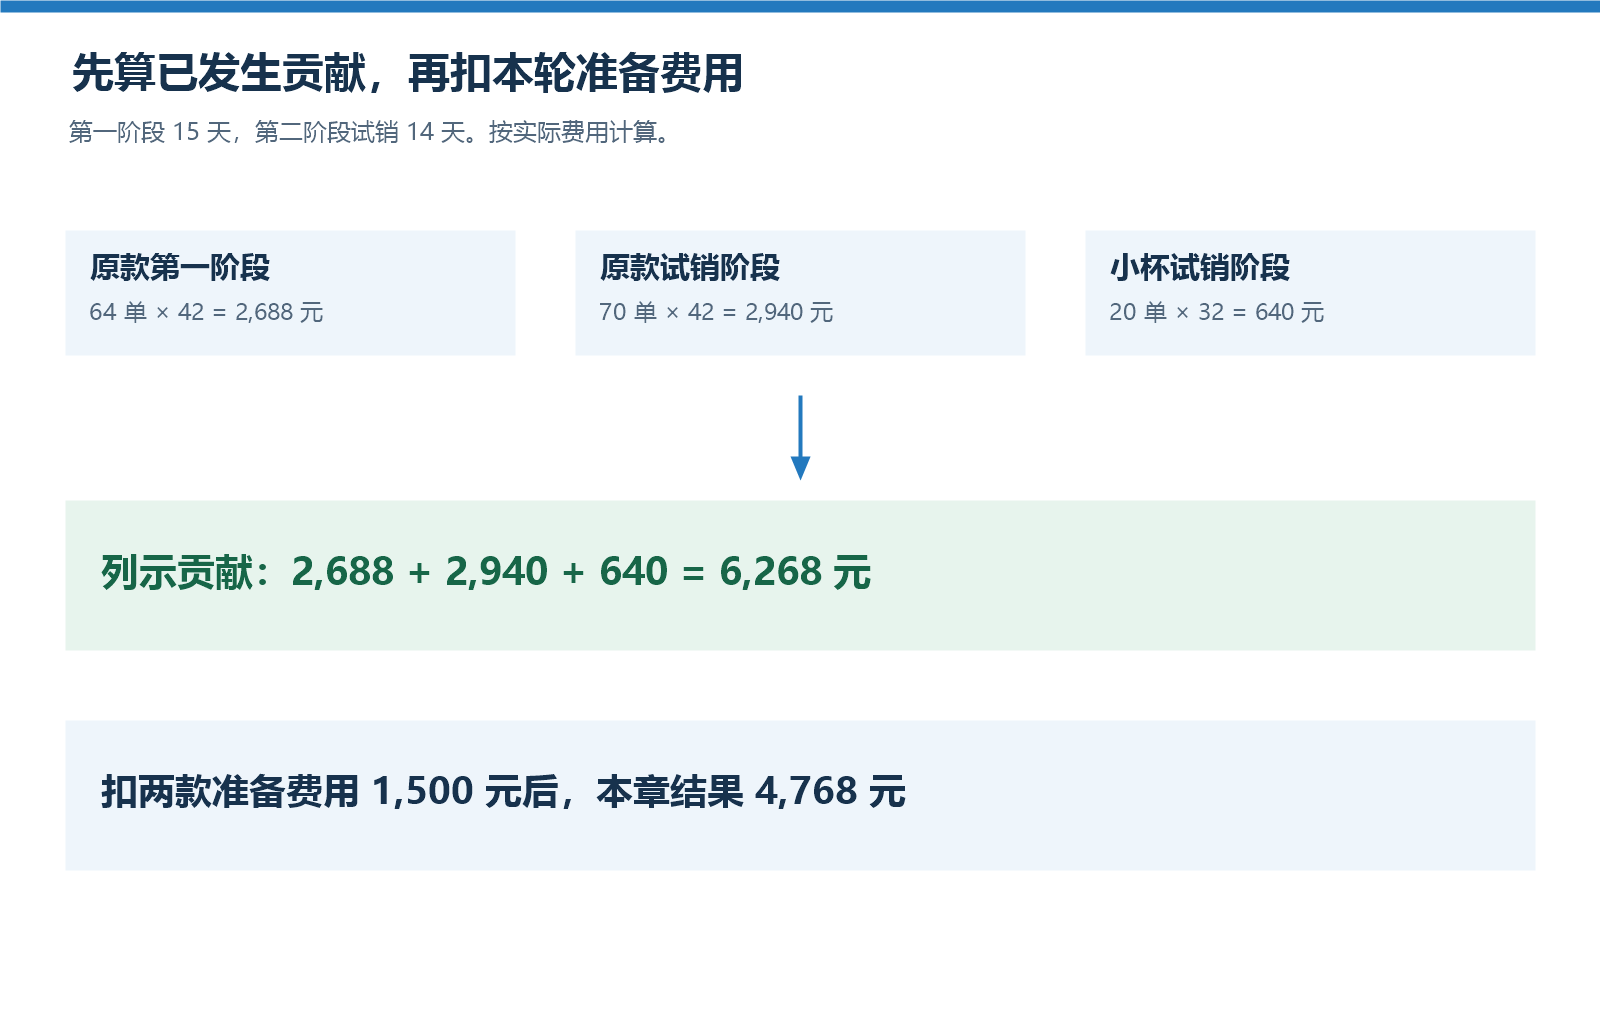 先算已发生贡献，再扣本轮准备费用
第一阶段 15 天，第二阶段试销 14 天。按实际费用计算。
原款第一阶段
64 单 × 42 = 2,688 元
原款试销阶段
70 单 × 42 = 2,940 元
小杯试销阶段
20 单 × 32 = 640 元
列示贡献：2,688 + 2,940 + 640 = 6,268 元
扣两款准备费用 1,500 元后，本章结果 4,768 元